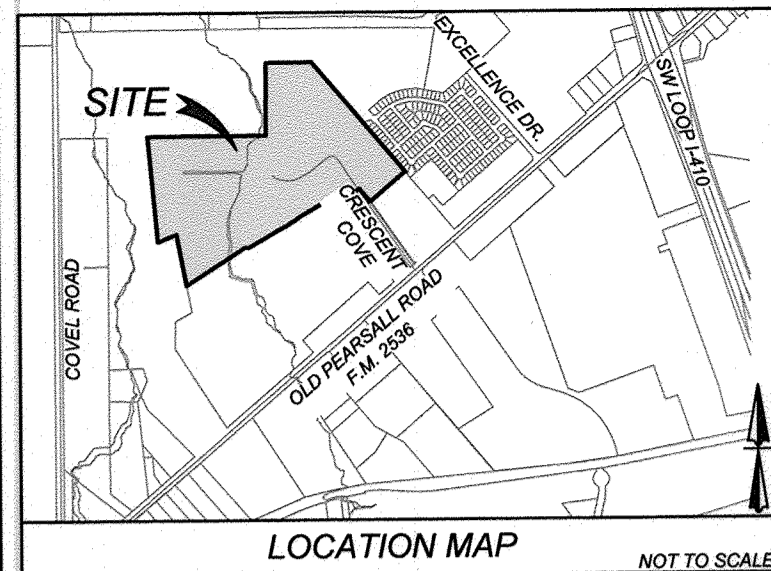 EXCELLENCE DR.
SW LOOP I-410
SITE
CRESCENT
COVE
COVEL ROAD
OLD PEARSALL ROAD
F.M. 2536
LOCATION MAP
NOT TO SCALE